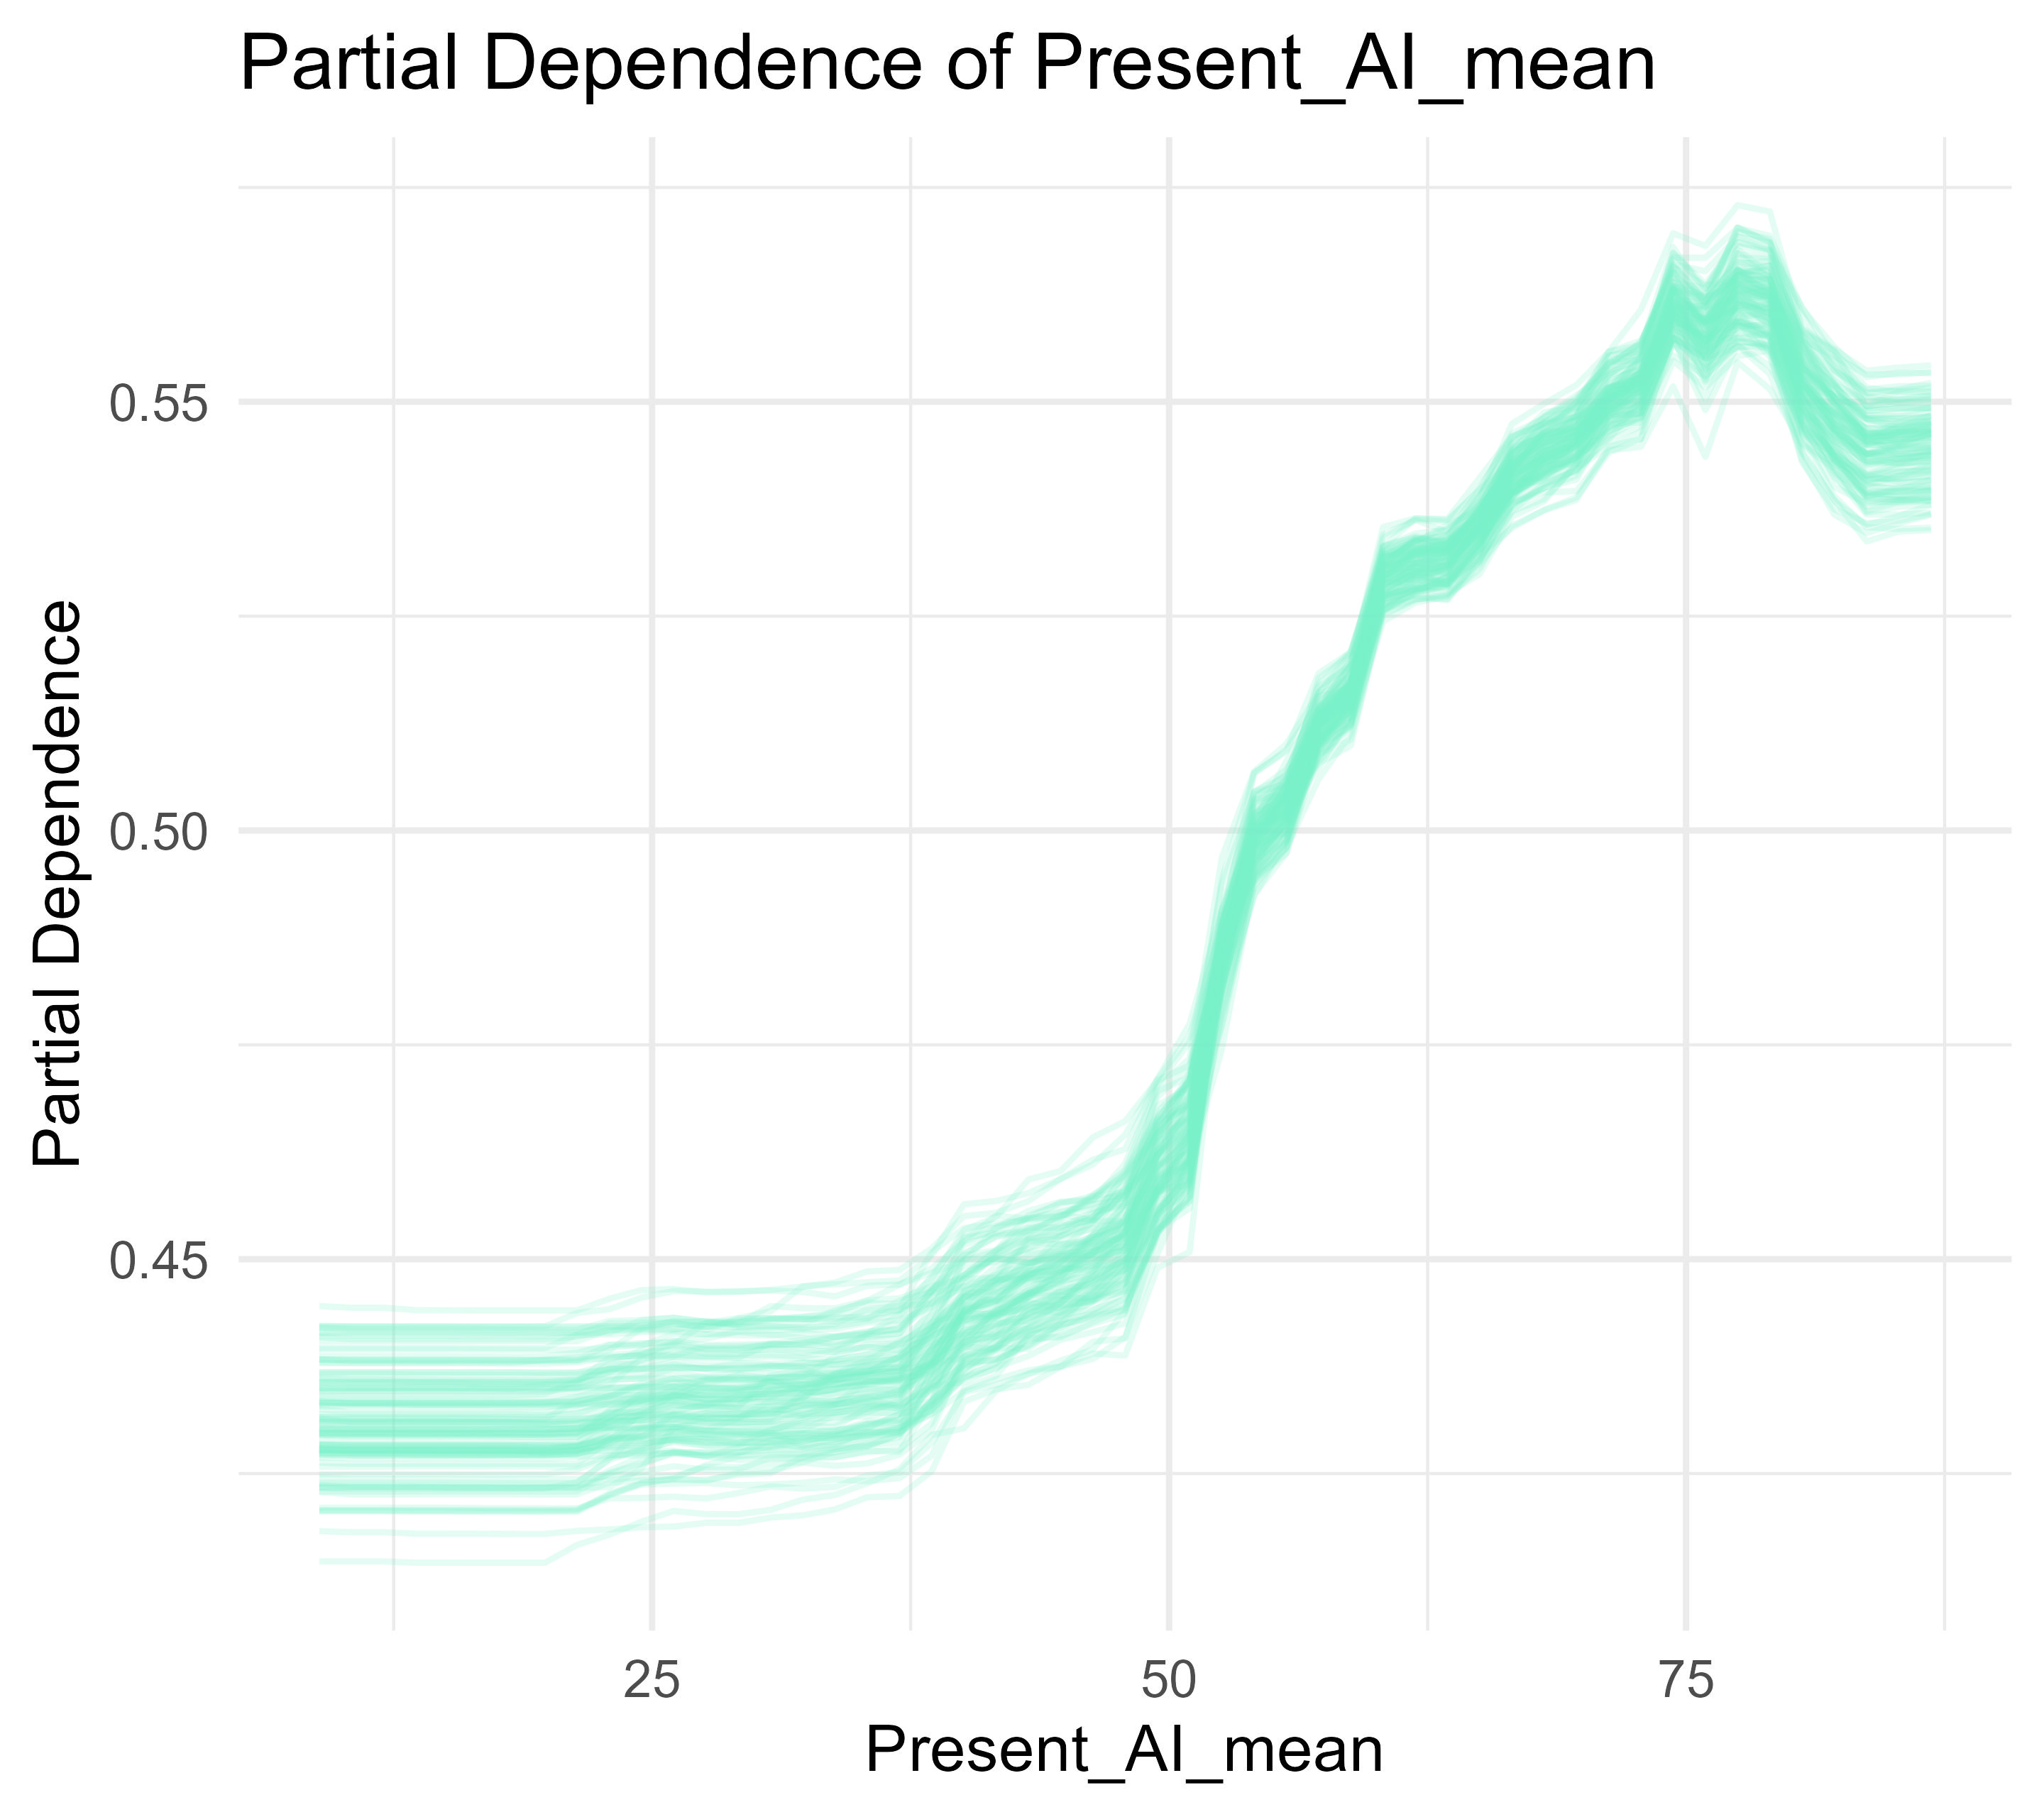 Partial Dependence of Present_AI_mean
Partial Dependence
0.55
0.50
0.45
25 50 75
Present_AI_mean